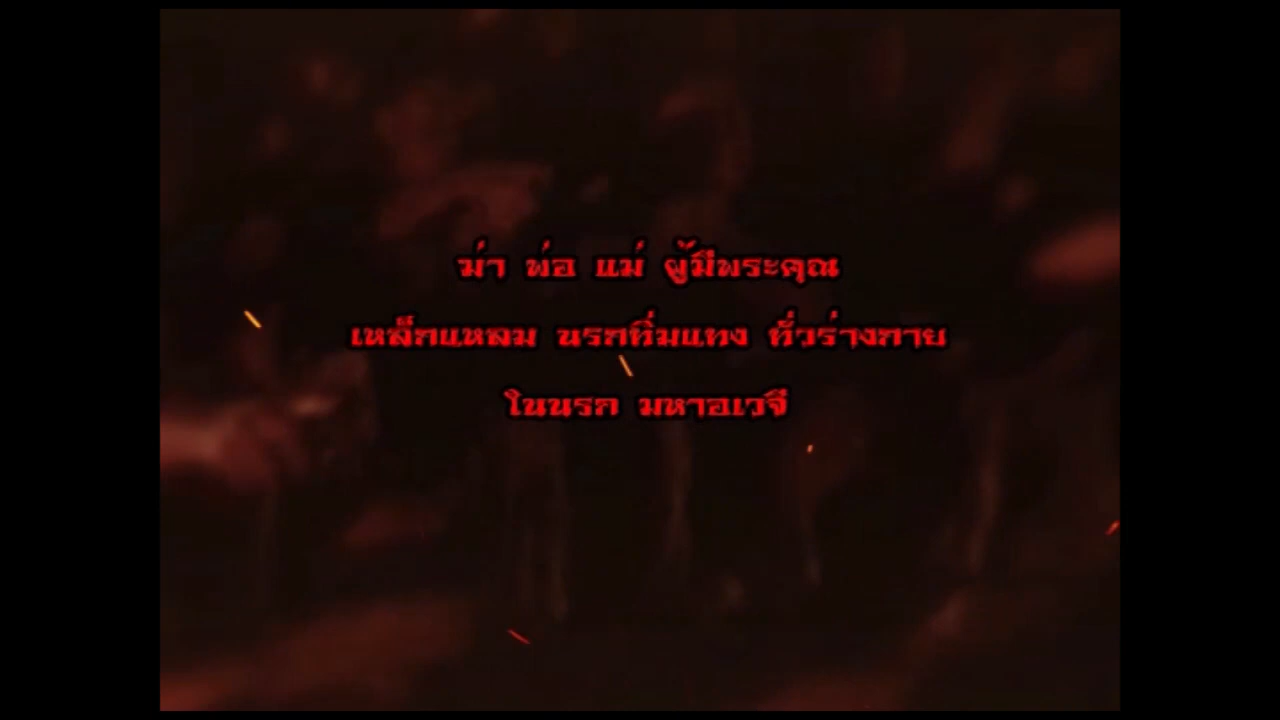 ฆ่า พ่อ แม่ ผู้มีพระคุณ
เหล็กแหลม นรกทิ่มแทง ทั่วร่างกาย
ในนรก มหาอเวจี